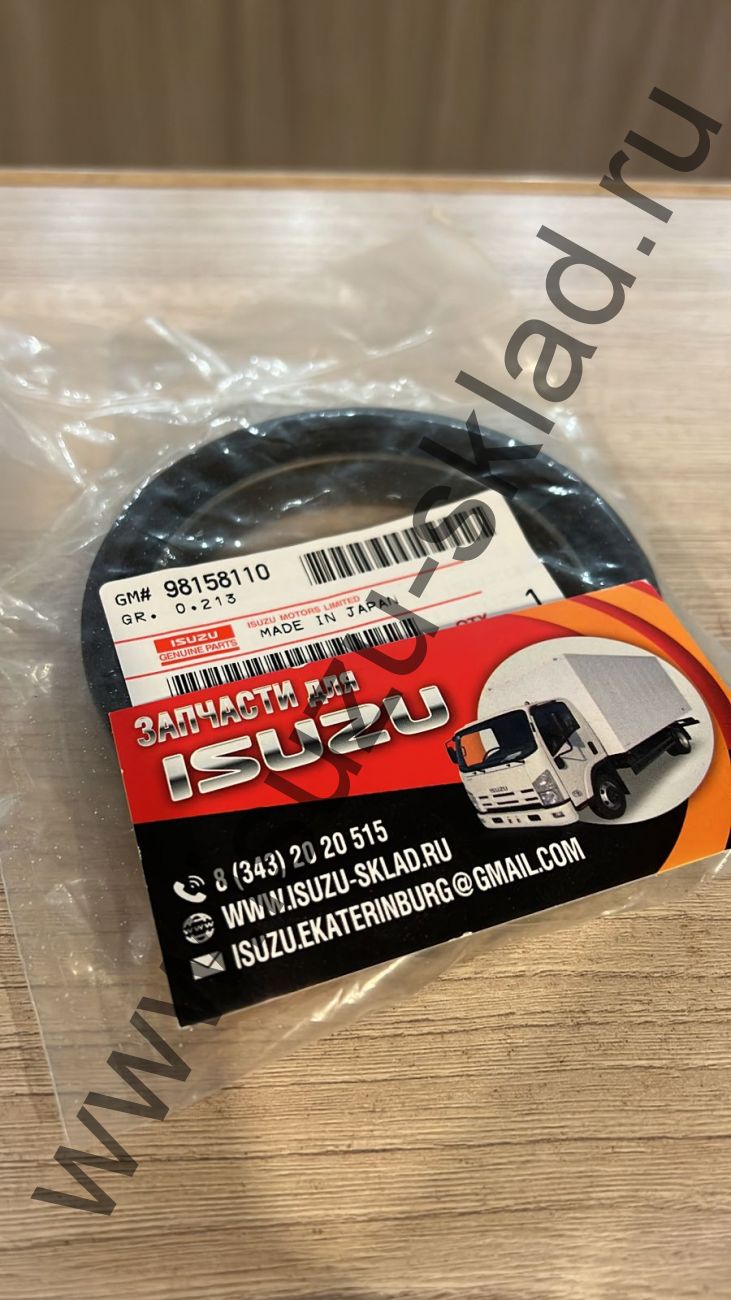 GM# 98158110
GR. 0.213
ISUZU
GENUINE PARTS
ISUZU MOTORS LIMITED
MADE IN JAPAN
1
ЗАПЧАСТИ ДЛЯ
ISUZU
ISUZU
8 (343) 20 20 515
WWW
WWW.ISUZU-SKLAD.RU
ISUZU.EKATERINBURG@GMAIL.COM
www.isuzu-sklad.ru